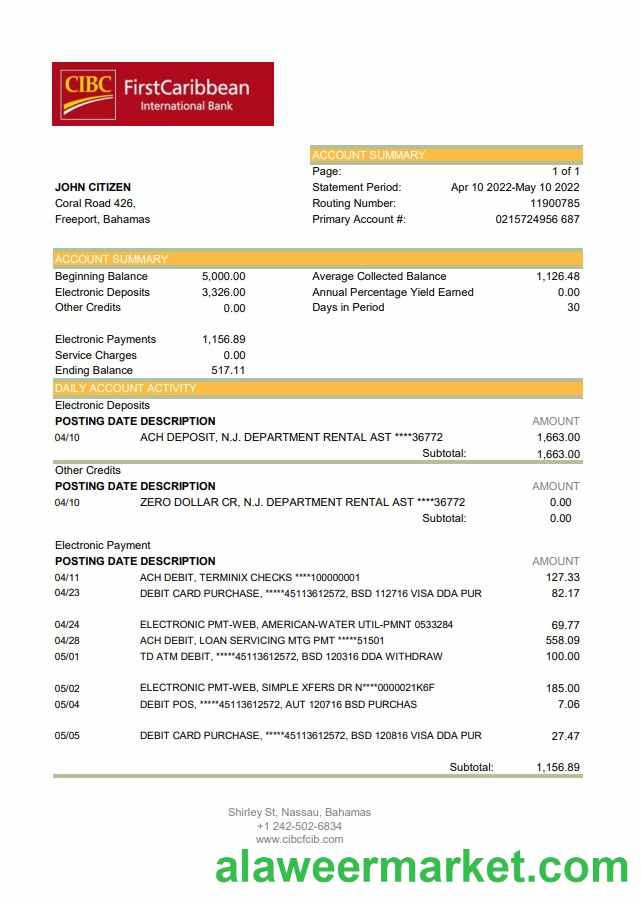 CIBC FirstCaribbean
International Bank
ACCOUNT SUMMARY
Page: 1 of 1
JOHN CITIZEN Statement Period: Apr 10 2022-May 10 2022
Coral Road 426, Routing Number: 11900785
Freeport, Bahamas Primary Account #: 0215724956 687
ACCOUNT SUMMARY
Beginning Balance 5,000.00 Average Collected Balance 1,126.48
Electronic Deposits 3,326.00 Annual Percentage Yield Earned 0.00
Other Credits 0.00 Days in Period 30
Electronic Payments 1,156.89
Service Charges 0.00
Ending Balance 517.11
DAILY ACCOUNT ACTIVITY
Electronic Deposits
POSTING DATE DESCRIPTION AMOUNT
04/10 ACH DEPOSIT, N.J. DEPARTMENT RENTAL AST ****36772 1,663.00
Subtotal: 1,663.00
Other Credits
POSTING DATE DESCRIPTION AMOUNT
04/10 ZERO DOLLAR CR, N.J. DEPARTMENT RENTAL AST ****36772 0.00
Subtotal: 0.00
Electronic Payment
POSTING DATE DESCRIPTION AMOUNT
04/11 ACH DEBIT, TERMINIX CHECKS ****100000001 127.33
04/23 DEBIT CARD PURCHASE, *****45113612572, BSD 112716 VISA DDA PUR 82.17
04/24 ELECTRONIC PMT-WEB, AMERICAN-WATER UTIL-PMNT 0533284 69.77
04/28 ACH DEBIT, LOAN SERVICING MTG PMT *****51501 558.09
05/01 TD ATM DEBIT, *****45113612572, BSD 120316 DDA WITHDRAW 100.00
05/02 ELECTRONIC PMT-WEB, SIMPLE XFERS DR N****0000021K6F 185.00
05/04 DEBIT POS, *****45113612572, AUT 120716 BSD PURCHAS 7.06
05/05 DEBIT CARD PURCHASE, *****45113612572, BSD 120816 VISA DDA PUR 27.47
Subtotal: 1,156.89
Shirley St, Nassau, Bahamas
+1 242-502-6834
www.cibcfcib.com
alaweermarket.com